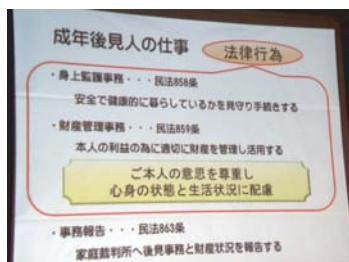 成年後見人の仕事
法律行為
・身上監護事務・・・民法858条
安全で健康的に暮らしているかを見守り手続きする
・財産管理事務・・・民法859条
本人の利益の為に適切に財産を管理し活用する
ご本人の意思を尊重し
心身の状態と生活状況に配慮
・事務報告・・・民法863条
家庭裁判所へ後見事務と財産状況を報告する